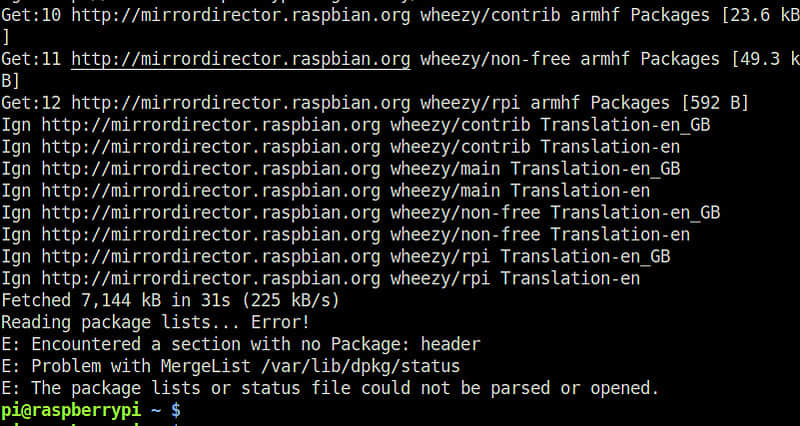 Get:10 http://mirrordirector.raspbian.org wheezy/contrib armhf Packages [23.6 kB
]
Get:11 http://mirrordirector.raspbian.org wheezy/non-free armhf Packages [49.3 k
B]
Get:12 http://mirrordirector.raspbian.org wheezy/rpi armhf Packages [592 B]
Ign http://mirrordirector.raspbian.org wheezy/contrib Translation-en_GB
Ign http://mirrordirector.raspbian.org wheezy/contrib Translation-en
Ign http://mirrordirector.raspbian.org wheezy/main Translation-en_GB
Ign http://mirrordirector.raspbian.org wheezy/main Translation-en
Ign http://mirrordirector.raspbian.org wheezy/non-free Translation-en_GB
Ign http://mirrordirector.raspbian.org wheezy/non-free Translation-en
Ign http://mirrordirector.raspbian.org wheezy/rpi Translation-en_GB
Ign http://mirrordirector.raspbian.org wheezy/rpi Translation-en
Fetched 7,144 kB in 31s (225 kB/s)
Reading package lists... Error!
E: Encountered a section with no Package: header
E: Problem with MergeList /var/lib/dpkg/status
E: The package lists or status file could not be parsed or opened.
pi@raspberrypi ~ $